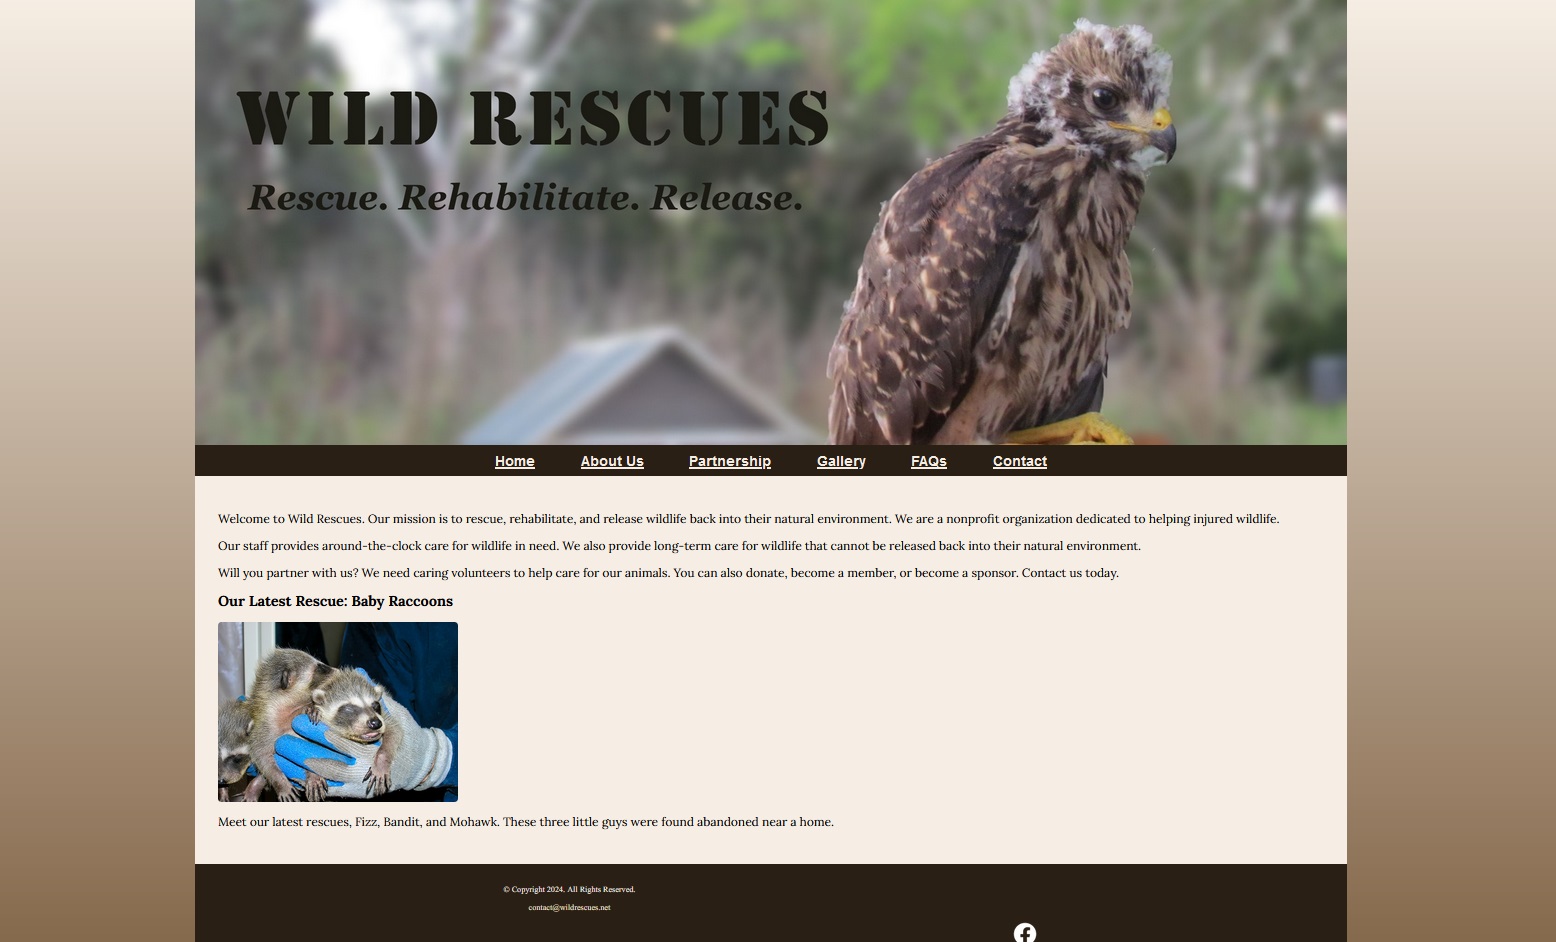 WILD RESCUES
Rescue. Rehabilitate. Release.
Home About Us Partnership Gallery FAQs Contact
Welcome to Wild Rescues. Our mission is to rescue, rehabilitate, and release wildlife back into their natural environment. We are a nonprofit organization dedicated to helping injured wildlife.
Our staff provides around-the-clock care for wildlife in need. We also provide long-term care for wildlife that cannot be released back into their natural environment.
Will you partner with us? We need caring volunteers to help care for our animals. You can also donate, become a member, or become a sponsor. Contact us today.
Our Latest Rescue: Baby Raccoons
Meet our latest rescues, Fizz, Bandit, and Mohawk. These three little guys were found abandoned near a home.
© Copyright 2024. All Rights Reserved.
contact@wildrescues.net